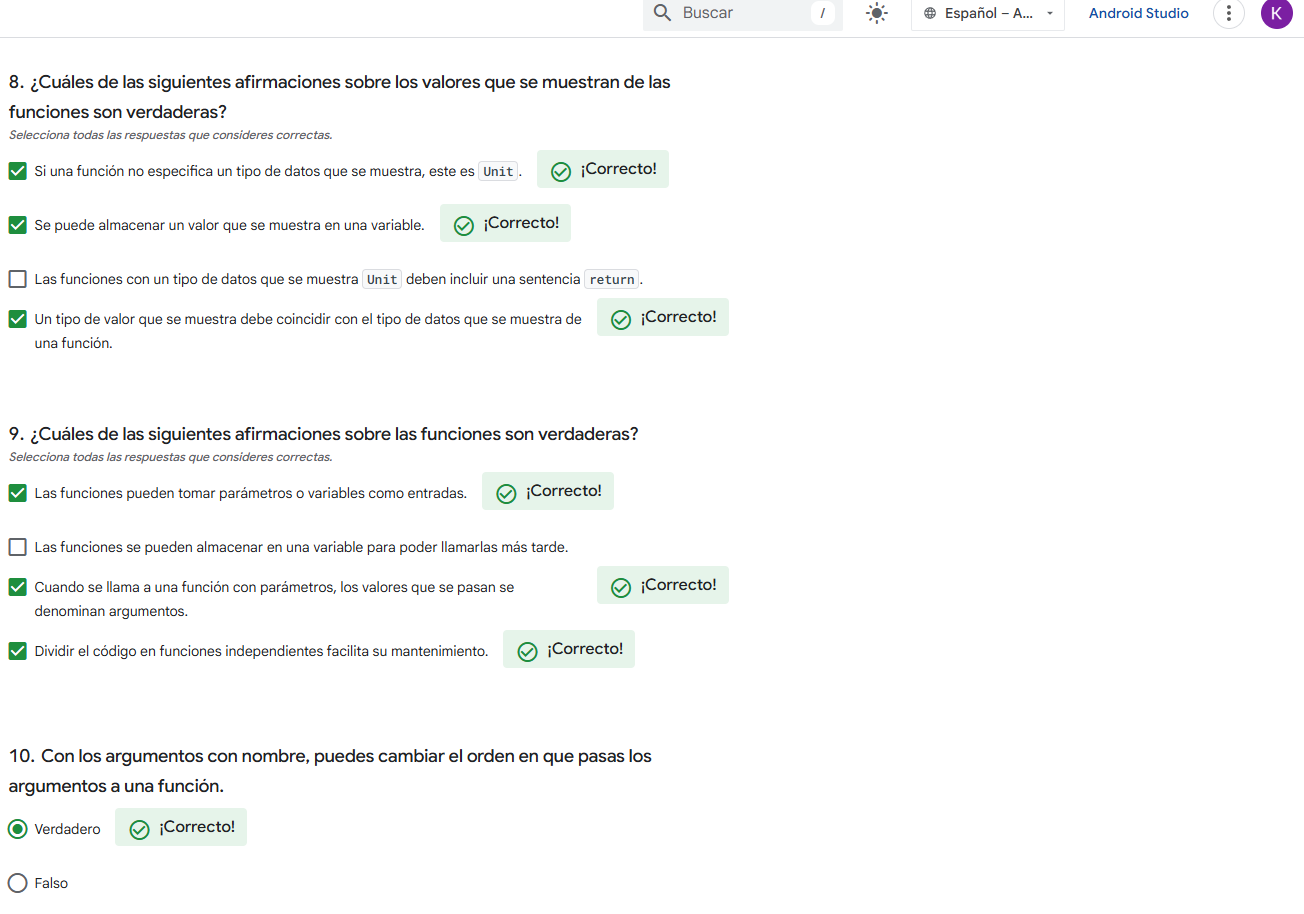 Buscar /
Español – A...
Android Studio
K
8. ¿Cuáles de las siguientes afirmaciones sobre los valores que se muestran de las
funciones son verdaderas?
Selecciona todas las respuestas que consideres correctas.
Si una función no especifica un tipo de datos que se muestra, este es Unit. ¡Correcto!
Se puede almacenar un valor que se muestra en una variable. ¡Correcto!
Las funciones con un tipo de datos que se muestra Unit deben incluir una sentencia return.
Un tipo de valor que se muestra debe coincidir con el tipo de datos que se muestra de ¡Correcto!
una función.
9. ¿Cuáles de las siguientes afirmaciones sobre las funciones son verdaderas?
Selecciona todas las respuestas que consideres correctas.
Las funciones pueden tomar parámetros o variables como entradas. ¡Correcto!
Las funciones se pueden almacenar en una variable para poder llamarlas más tarde.
Cuando se llama a una función con parámetros, los valores que se pasan se ¡Correcto!
denominan argumentos.
Dividir el código en funciones independientes facilita su mantenimiento. ¡Correcto!
10. Con los argumentos con nombre, puedes cambiar el orden en que pasas los
argumentos a una función.
Verdadero ¡Correcto!
Falso